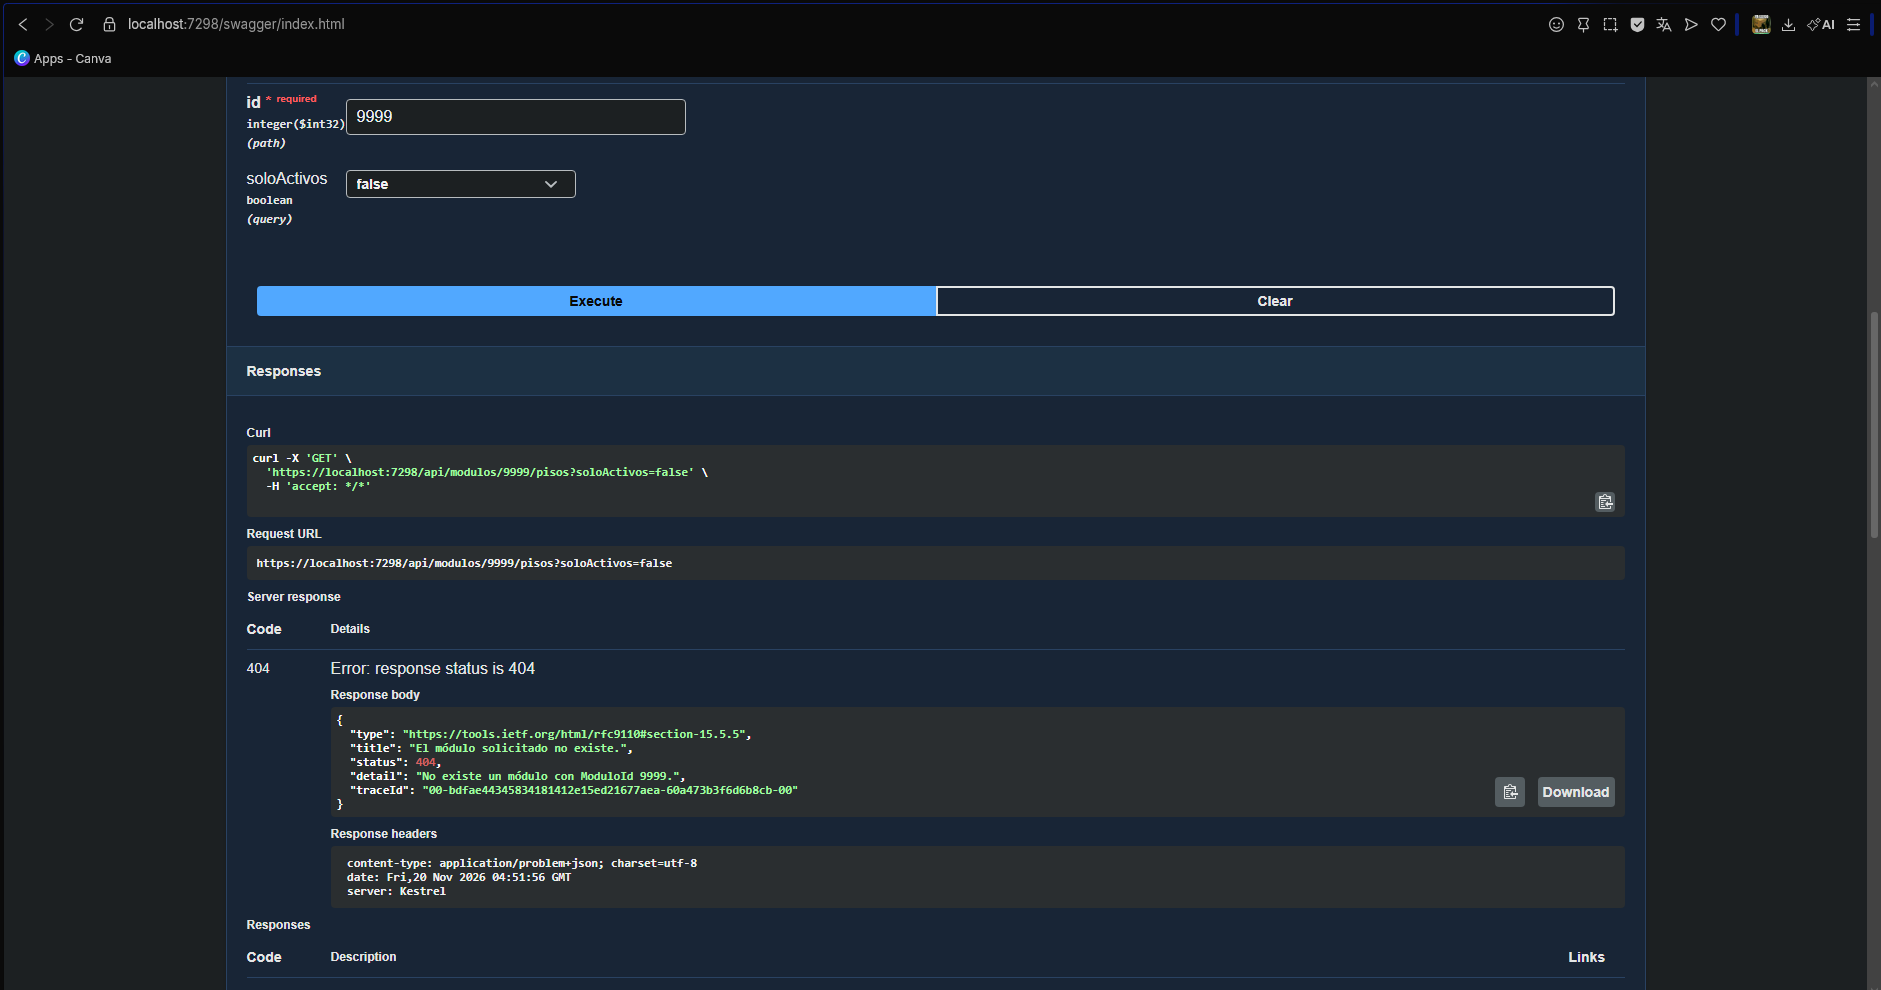 localhost:7298/swagger/index.html
AI
Apps - Canva
id * required
integer($int32)
(path)
9999
soloActivos
boolean
(query)
false
Execute
Clear
Responses
Curl
curl -X 'GET' \
'https://localhost:7298/api/modulos/9999/pisos?soloActivos=false' \
-H 'accept: */*'
Request URL
https://localhost:7298/api/modulos/9999/pisos?soloActivos=false
Server response
Code Details
404 Error: response status is 404
Response body
{
"type": "https://tools.ietf.org/html/rfc9110#section-15.5.5",
"title": "El módulo solicitado no existe.",
"status": 404,
"detail": "No existe un módulo con ModuloId 9999.",
"traceId": "00-bdfae44345834181412e15ed21677aea-60a473b3f6d6b8cb-00"
}
Download
Response headers
content-type: application/problem+json; charset=utf-8
date: Fri,20 Nov 2026 04:51:56 GMT
server: Kestrel
Responses
Code Description Links